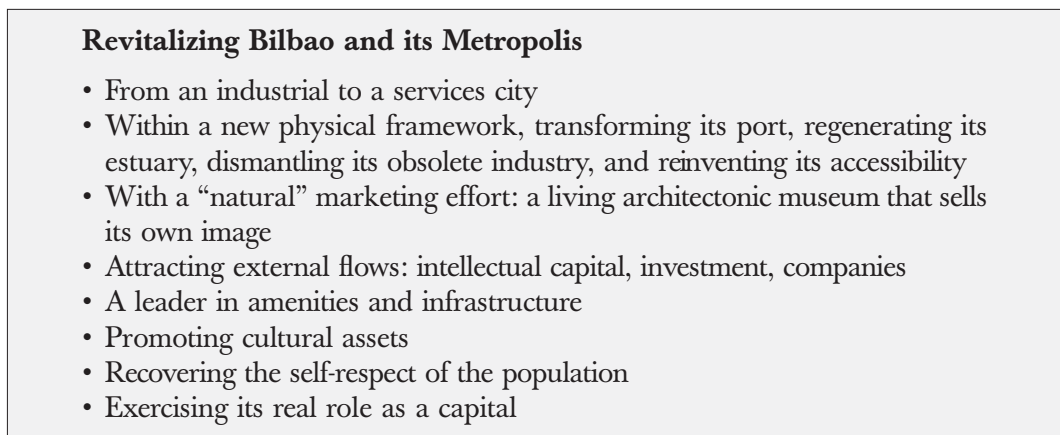 Revitalizing Bilbao and its Metropolis
• From an industrial to a services city
• Within a new physical framework, transforming its port, regenerating its
estuary, dismantling its obsolete industry, and reinventing its accessibility
• With a “natural” marketing effort: a living architectonic museum that sells
its own image
• Attracting external flows: intellectual capital, investment, companies
• A leader in amenities and infrastructure
• Promoting cultural assets
• Recovering the self-respect of the population
• Exercising its real role as a capital